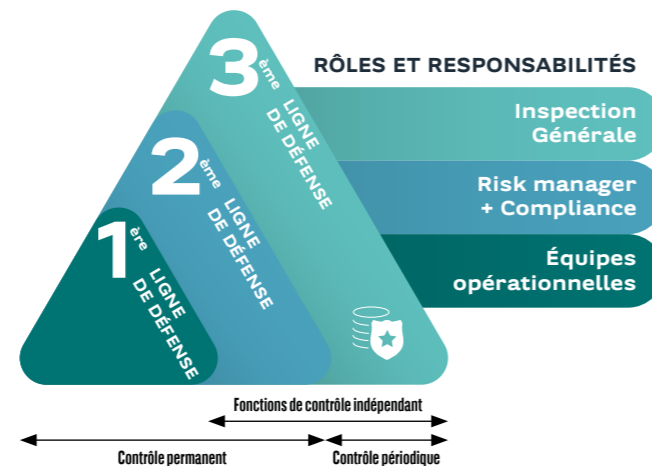 RÔLES ET RESPONSABILITÉS
3ème LIGNE
DE DÉFENSE
Inspection
Générale
2ème LIGNE
DE DÉFENSE
Risk manager
+ Compliance
1ère LIGNE
DE DÉFENSE
Équipes
opérationnelles
Fonctions de contrôle indépendant
Contrôle permanent
Contrôle périodique